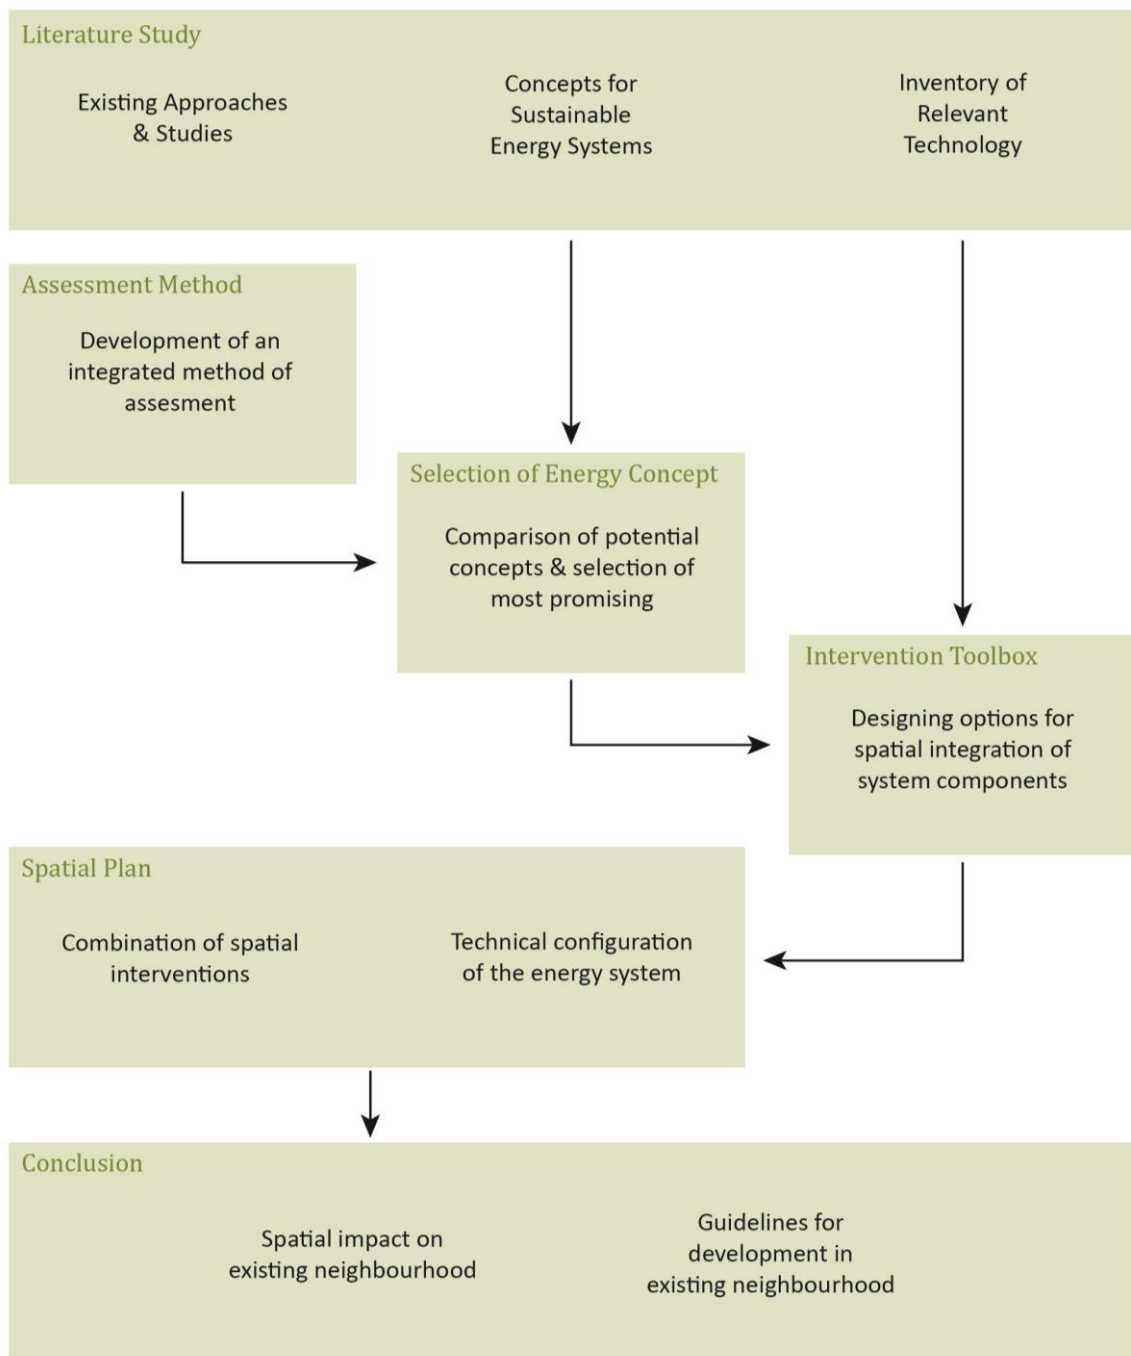 Literature Study
Existing Approaches
& Studies
Concepts for
Sustainable
Energy Systems
Inventory of
Relevant
Technology
Assessment Method
Development of an
integrated method of
assesment
Selection of Energy Concept
Comparison of potential
concepts & selection of
most promising
Intervention Toolbox
Designing options for
spatial integration of
system components
Spatial Plan
Combination of spatial
interventions
Technical configuration
of the energy system
Conclusion
Spatial impact on
existing neighbourhood
Guidelines for
development in
existing neighbourhood